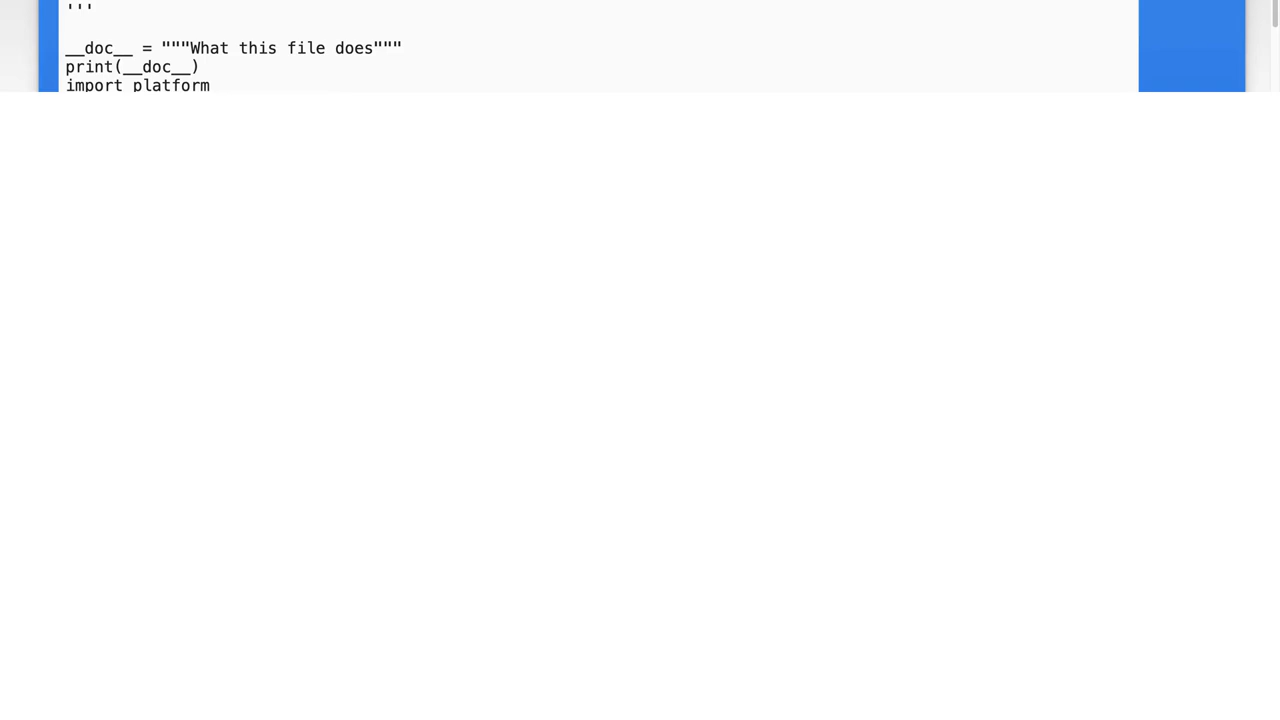 '''
__doc__ = """What this file does"""
print(__doc__)
import platform